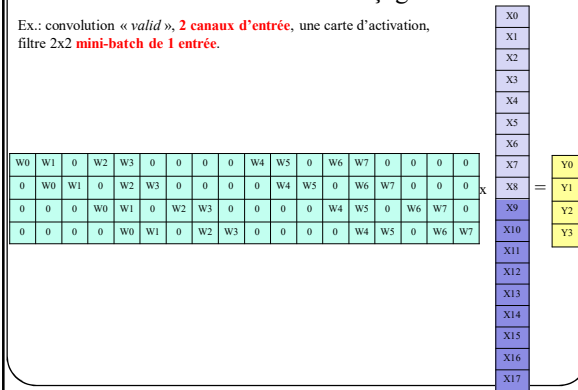 Ex.: convolution « valid », 2 canaux d'entrée, une carte d'activation,
filtre 2x2 mini-batch de 1 entrée.
X0
X1
X2
X3
X4
X5
X6
W0 W1 0 W2 W3 0 0 0 0 W4 W5 0 W6 W7 0 0 0 0 X7 Y0
0 W0 W1 0 W2 W3 0 0 0 0 W4 W5 0 W6 W7 0 0 0 x X8 = Y1
0 0 0 W0 W1 0 W2 W3 0 0 0 0 W4 W5 0 W6 W7 0 X9 Y2
0 0 0 0 W0 W1 0 W2 W3 0 0 0 0 W4 W5 0 W6 W7 X10 Y3
X11
X12
X13
X14
X15
X16
X17